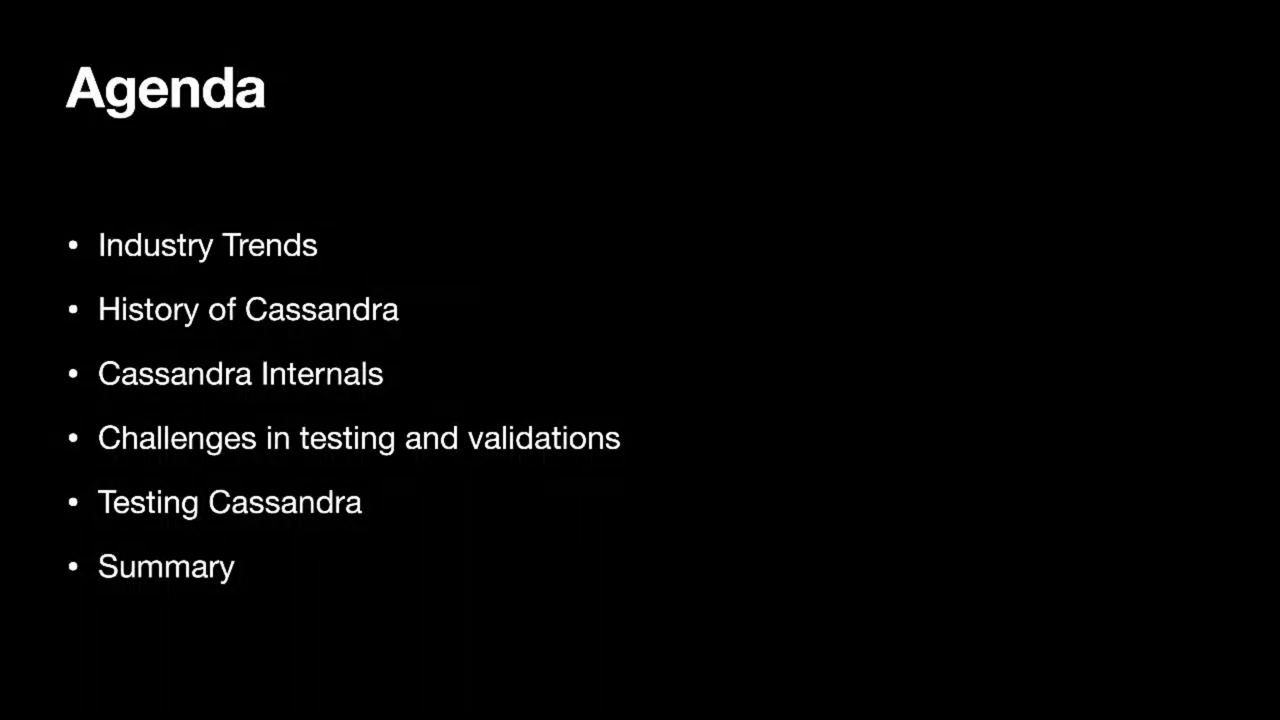 Agenda
• Industry Trends
• History of Cassandra
• Cassandra Internals
• Challenges in testing and validations
• Testing Cassandra
• Summary